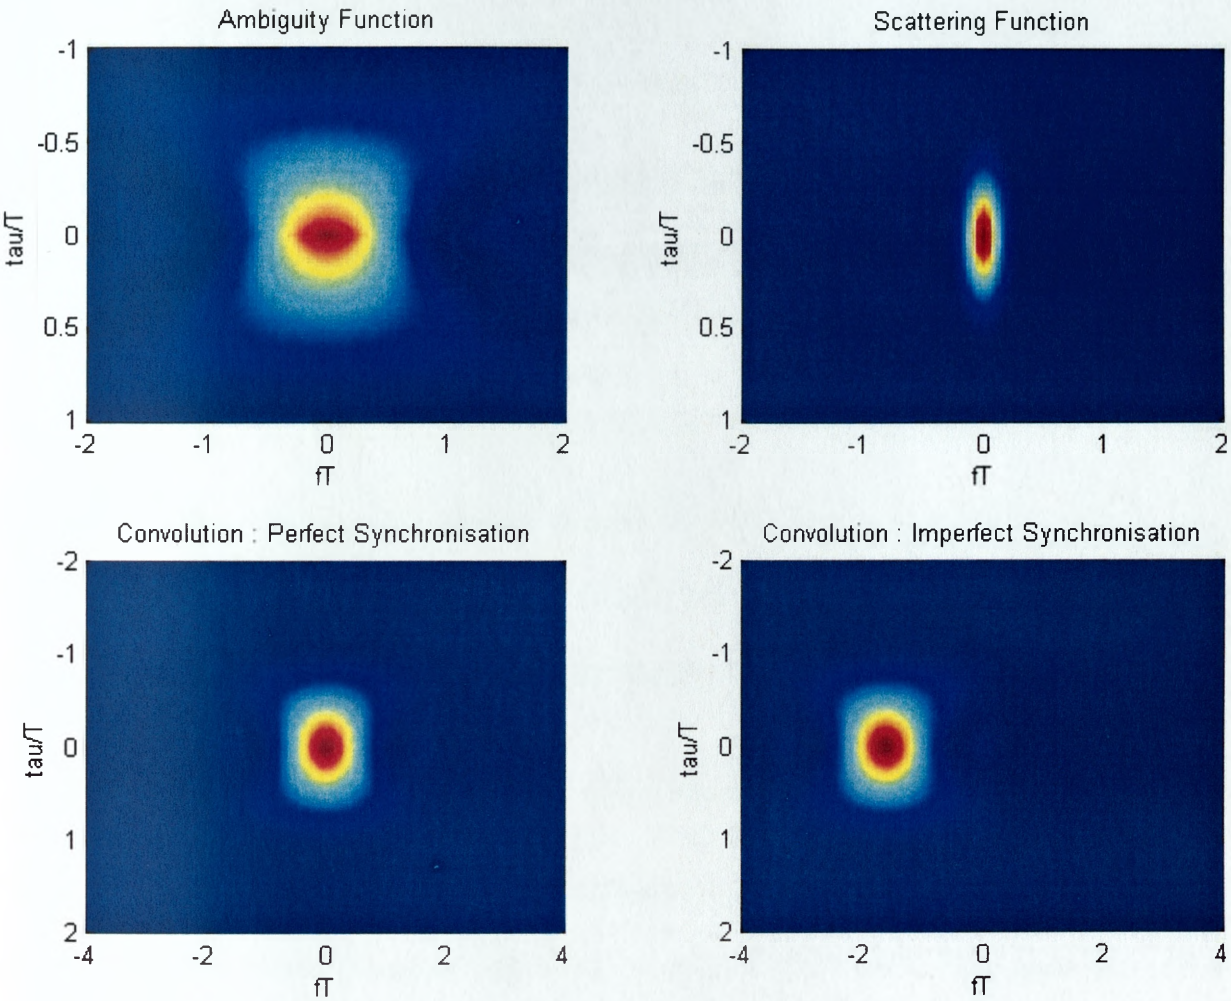 Ambiguity Function
-1
-0.5
0
0.5
1
tau/T
-2 -1 0 1 2
fT
Scattering Function
-1
-0.5
0
0.5
1
tau/T
-2 -1 0 1 2
fT
Convolution : Perfect Synchronisation
-2
-1
0
1
2
tau/T
-4 -2 0 2 4
fT
Convolution : Imperfect Synchronisation
-2
-1
0
1
2
tau/T
-4 -2 0 2 4
fT